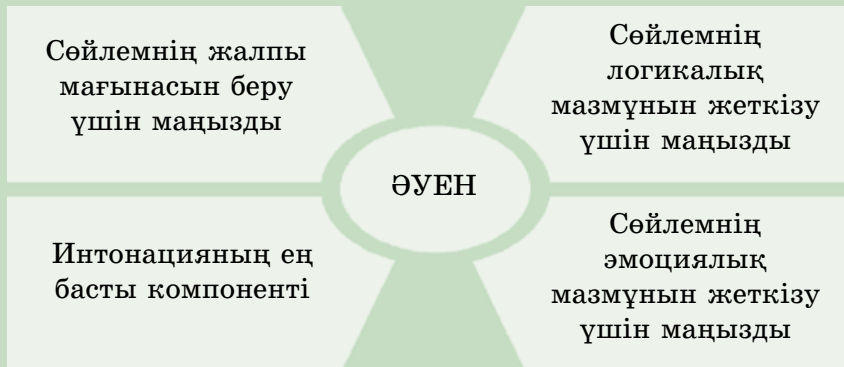 Сөйлемнің жалпы
мағынасын беру
үшін маңызды
Сөйлемнің
логикалық
мазмұнын жеткізу
үшін маңызды
ӘУЕН
Интонацияның ең
басты компоненті
Сөйлемнің
эмоциялық
мазмұнын жеткізу
үшін маңызды